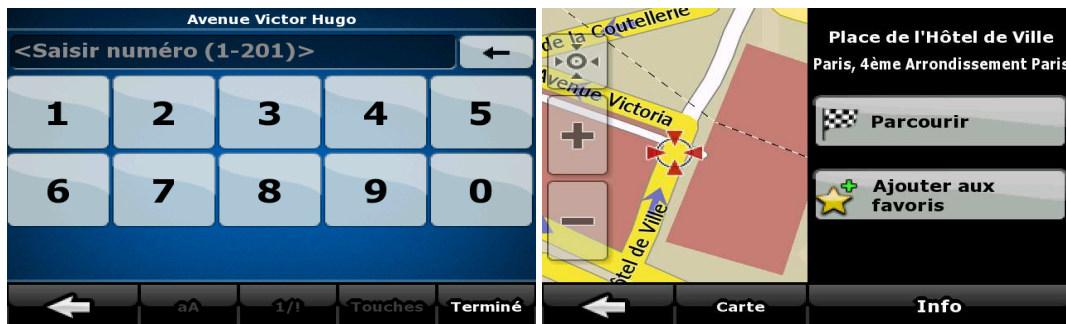 Avenue Victor Hugo
<Saisir numéro (1-201)>
1 2 3 4 5
6 7 8 9 0
aA 1/! Touches Terminé
de la Coutellerie
Avenue Victoria
ôtel de Ville
Place de l'Hôtel de Ville
Paris, 4ème Arrondissement Paris
Parcourir
Ajouter aux
favoris
Carte
Info